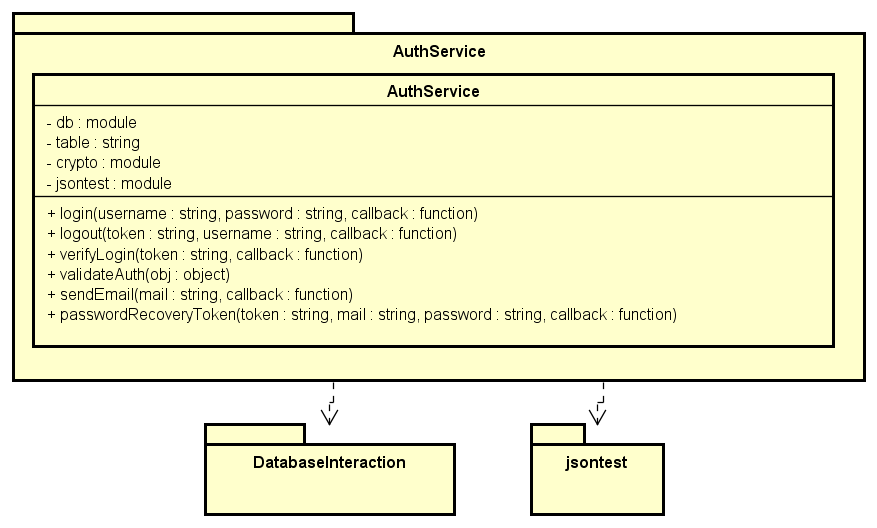 AuthService
AuthService
- db : module
- table : string
- crypto : module
- jsontest : module
+ login(username : string, password : string, callback : function)
+ logout(token : string, username : string, callback : function)
+ verifyLogin(token : string, callback : function)
+ validateAuth(obj : object)
+ sendEmail(mail : string, callback : function)
+ passwordRecoveryToken(token : string, mail : string, password : string, callback : function)
DatabaseInteraction
jsontest